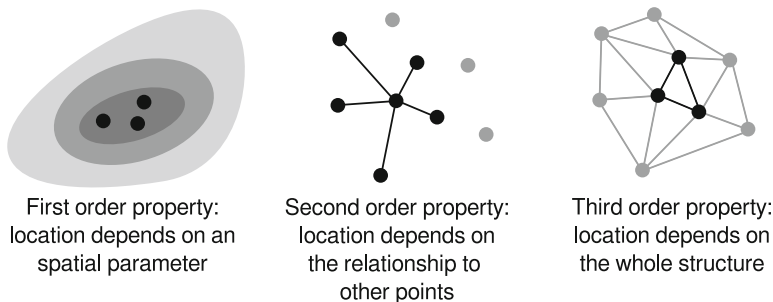 First order property:
location depends on an
spatial parameter
Second order property:
location depends on
the relationship to
other points
Third order property:
location depends on
the whole structure